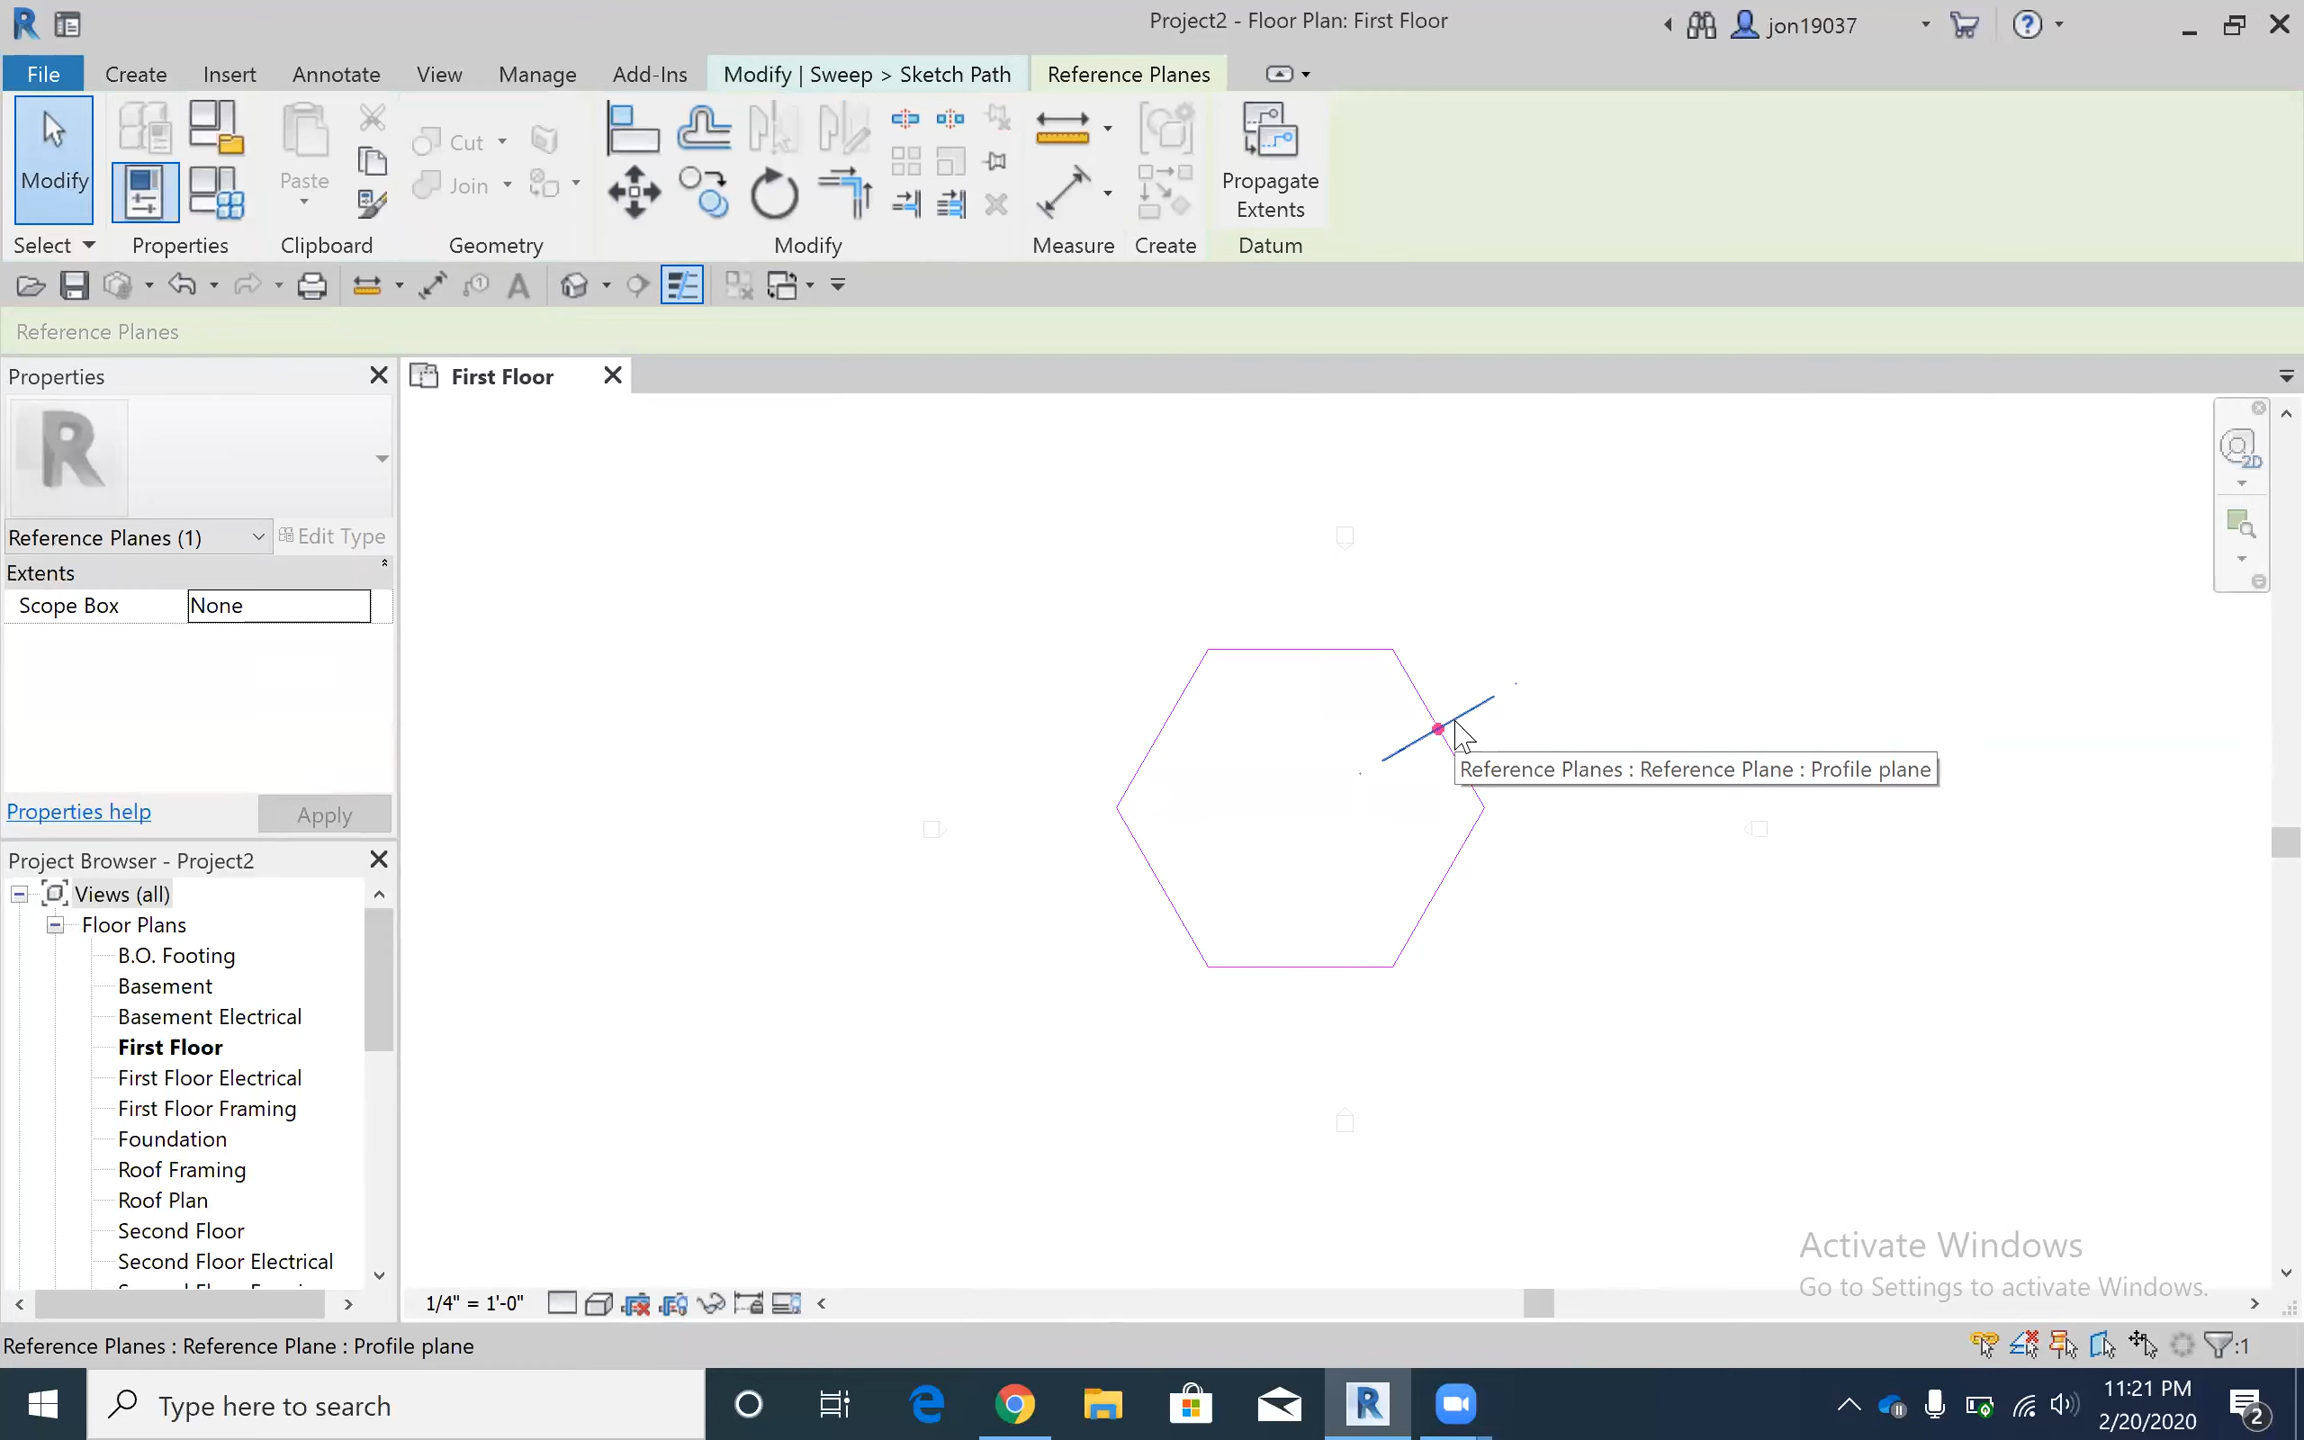 Project2 - Floor Plan: First Floor
jon19037
File
Create
Insert
Annotate
View
Manage
Add-Ins
Modify | Sweep > Sketch Path
Reference Planes
Modify
Paste
Cut
Join
Propagate
Extents
Select
Properties
Clipboard
Geometry
Modify
Measure
Create
Datum
Reference Planes
Properties
First Floor
R
Reference Planes (1)
Edit Type
Extents
Scope Box
None
Properties help
Apply
2D
Reference Planes : Reference Plane : Profile plane
Project Browser - Project2
Views (all)
Floor Plans
B.O. Footing
Basement
Basement Electrical
First Floor
First Floor Electrical
First Floor Framing
Foundation
Roof Framing
Roof Plan
Second Floor
Second Floor Electrical
1/4" = 1'-0"
Activate Windows
Go to Settings to activate Windows.
Reference Planes : Reference Plane : Profile plane
:1
Type here to search
11:21 PM
2/20/2020
2